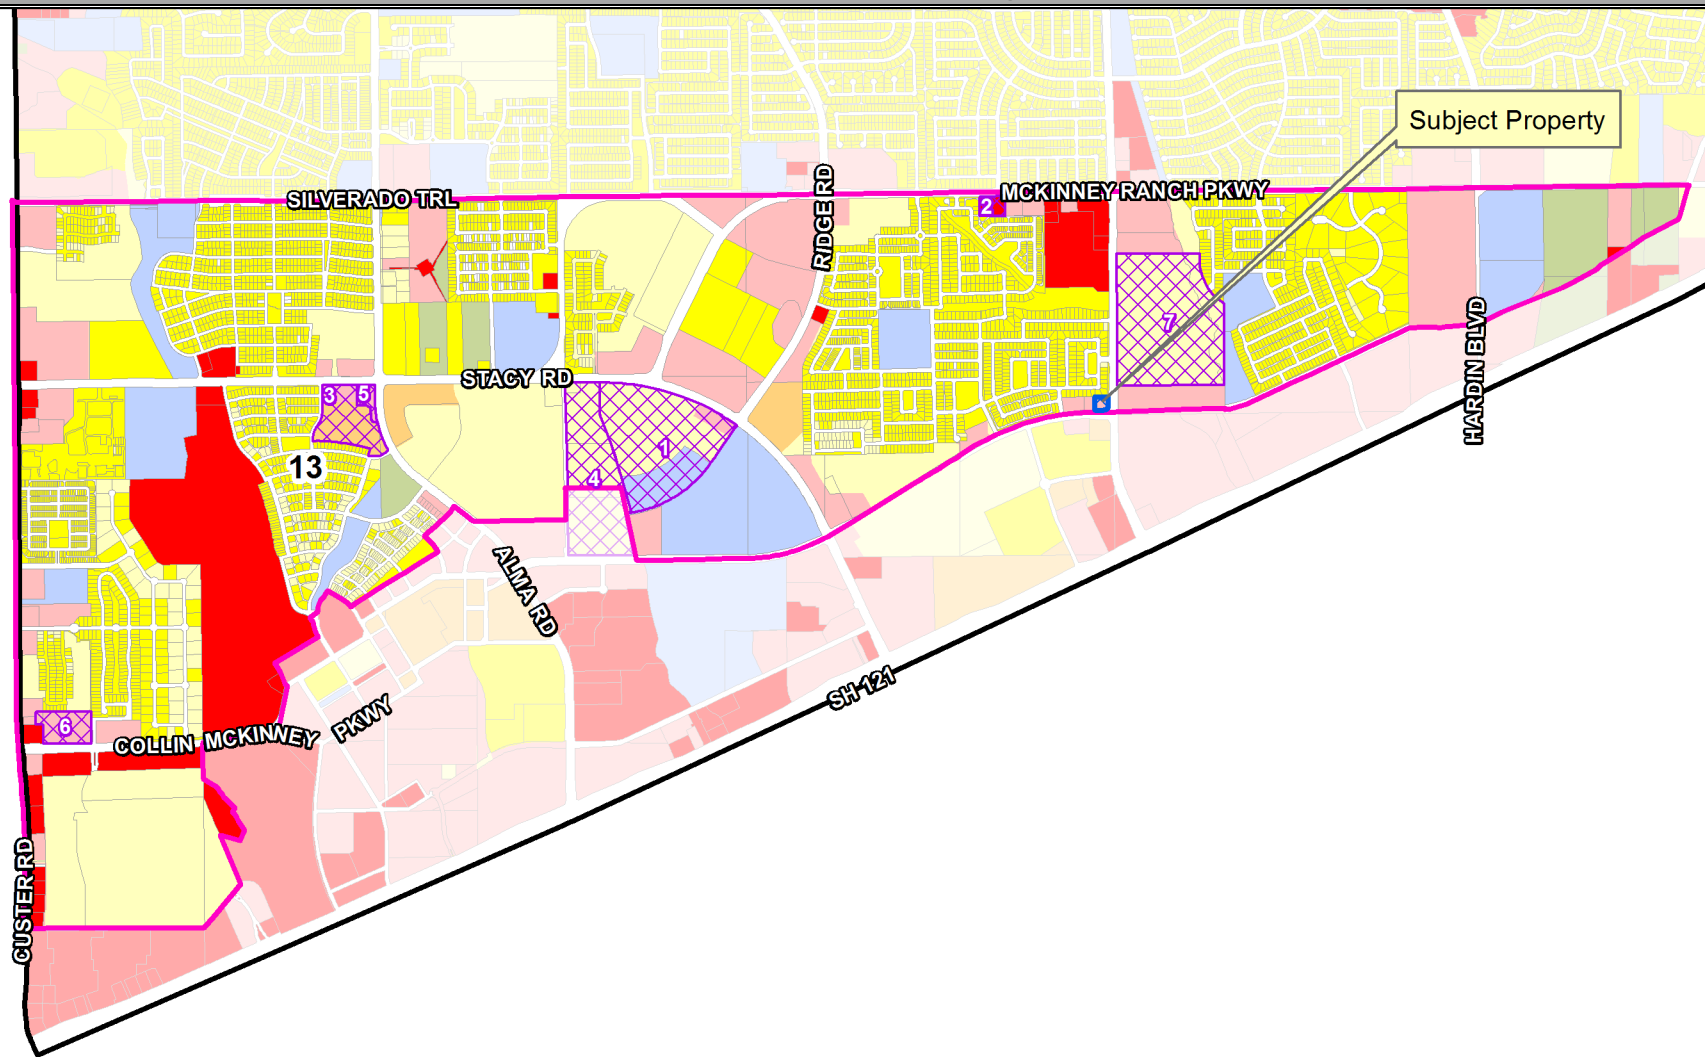 Subject Property
SILVERADO TRL
RIDGE RD
MCKINNEY RANCH PKWY
2
7
HARDIN BLVD
STACY RD
3
5
1
4
13
ALMA RD
SH 121
6
COLLIN MCKINNEY PKWY
CUSTER RD